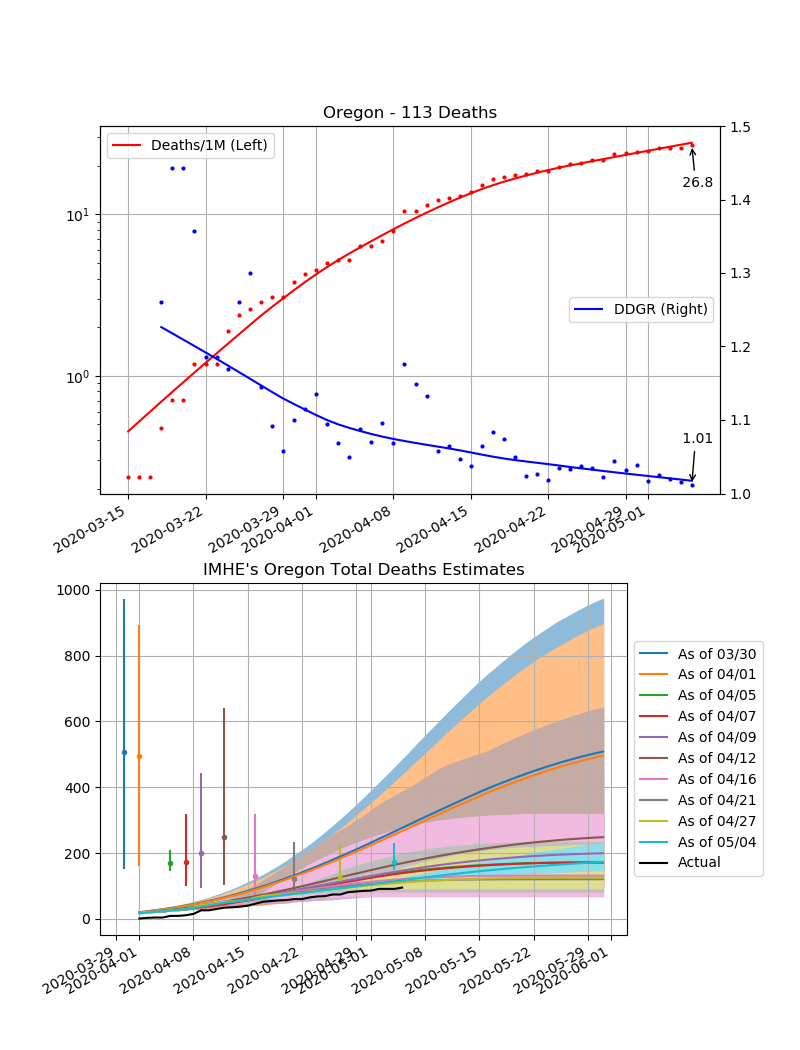 Oregon - 113 Deaths
Deaths/1M (Left)
DDGR (Right)
26.8
1.01
10^1
10^0
1.5
1.4
1.3
1.2
1.1
1.0
2020-03-15
2020-03-22
2020-03-29
2020-04-01
2020-04-08
2020-04-15
2020-04-22
2020-04-29
2020-05-01
IMHE's Oregon Total Deaths Estimates
1000
800
600
400
200
0
As of 03/30
As of 04/01
As of 04/05
As of 04/07
As of 04/09
As of 04/12
As of 04/16
As of 04/21
As of 04/27
As of 05/04
Actual
2020-03-29
2020-04-01
2020-04-08
2020-04-15
2020-04-22
2020-04-29
2020-05-01
2020-05-08
2020-05-15
2020-05-22
2020-05-29
2020-06-01